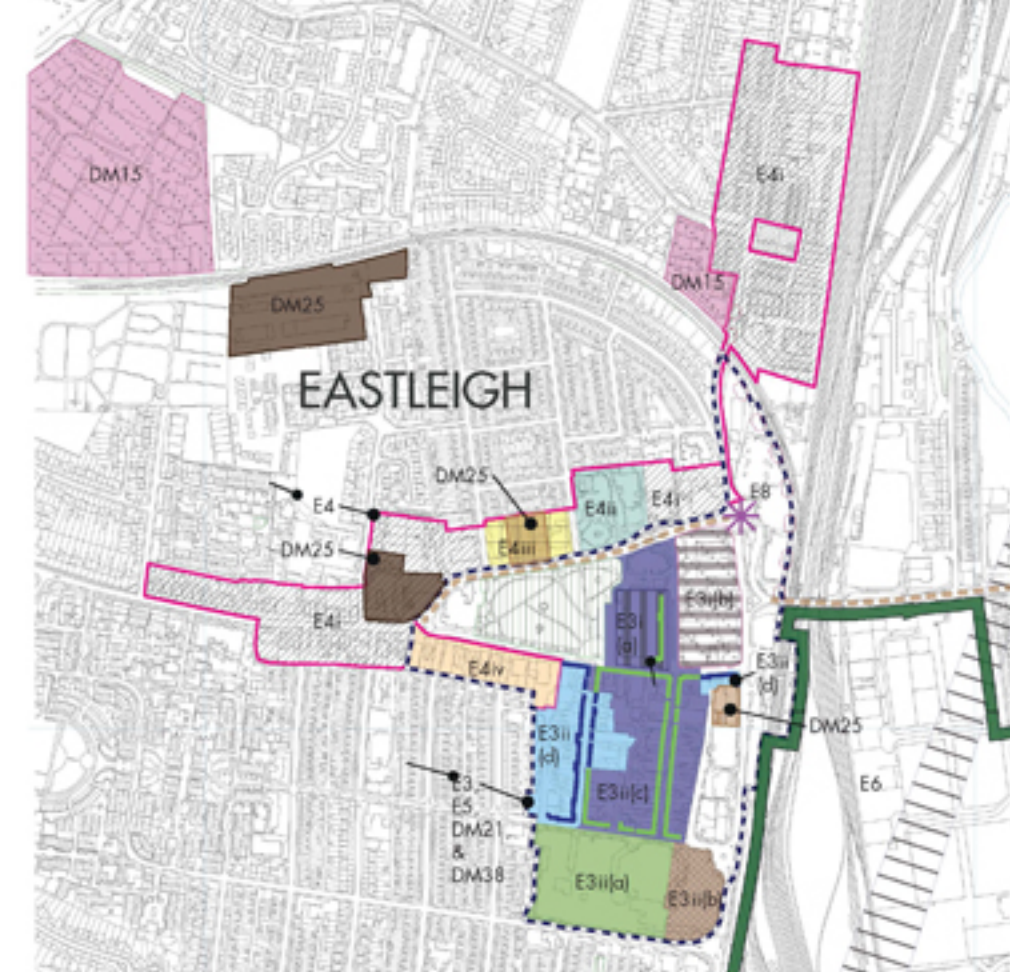 DM15
E4i
DM15
DM25
EASTLEIGH
DM25
E8
E4ii
E4i
E4
E4iii
DM25
E3i(b)
E4i
E3i
(a)
E4iv
E3ii
(d)
DM25
E3ii
(d)
E6
E3
E5
DM21
&
DM38
E3ii(c)
E3ii(a)
E3ii(b)